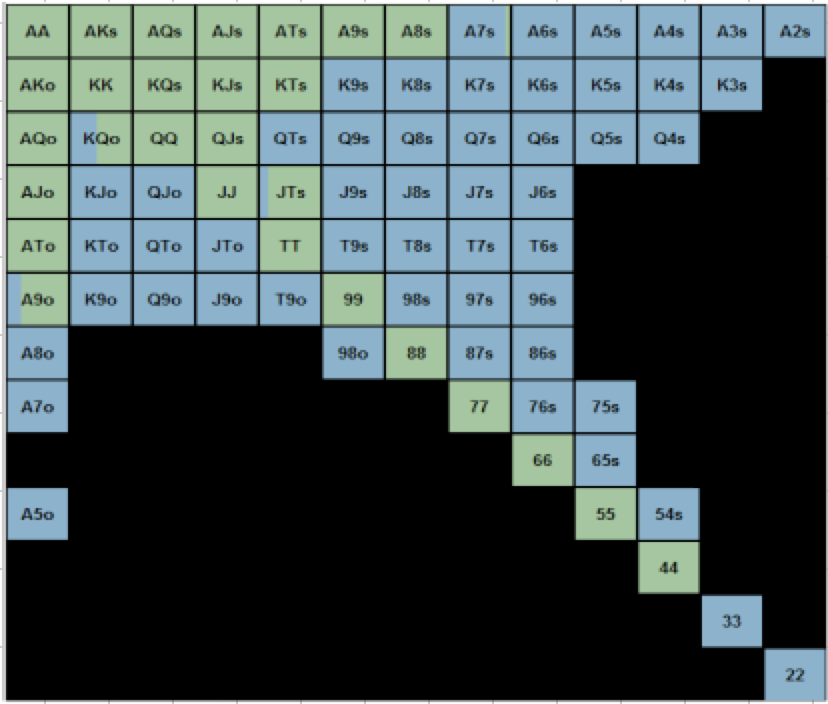 AA AKs AQs AJs ATs A9s A8s A7s A6s A5s A4s A3s A2s
AKo KK KQs KJs KTs K9s K8s K7s K6s K5s K4s K3s
AQo KQo QQ QJs QTs Q9s Q8s Q7s Q6s Q5s Q4s
AJo KJo QJo JJ JTs J9s J8s J7s J6s
ATo KTo QTo JTo TT T9s T8s T7s T6s
A9o K9o Q9o J9o T9o 99 98s 97s 96s
A8o 98o 88 87s 86s
A7o 77 76s 75s
66 65s
A5o 55 54s
44
33
22